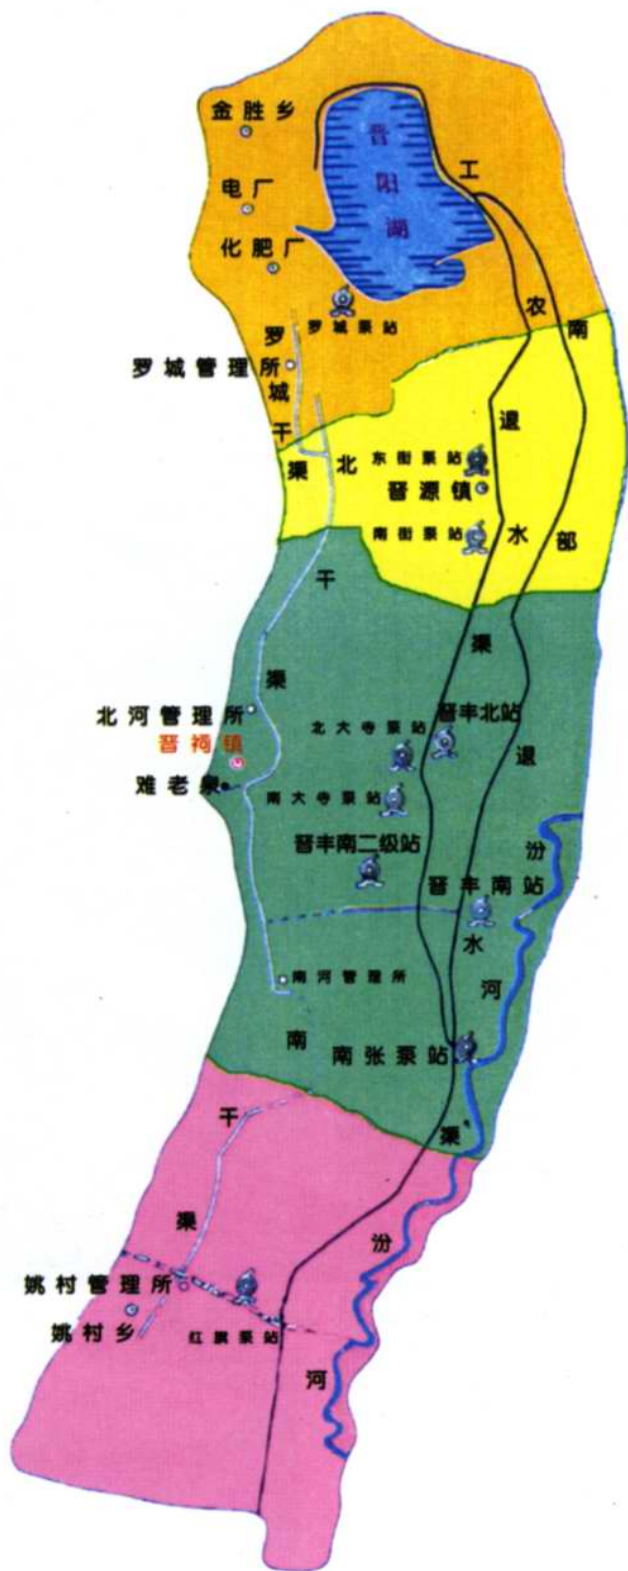 金胜乡
晋阳湖
电厂
化肥厂
罗城泵站
罗城管理所
罗城干渠
工农退水渠
南部退水渠
北干渠
东街泵站
晋源镇
南街泵站
北河管理所
晋祠镇
难老泉
晋丰北站
北大寺泵站
南大寺泵站
晋丰南二级站
晋丰南站
汾河
南河管理所
南张泵站
南干渠
姚村管理所
姚村乡
红旗泵站
汾河